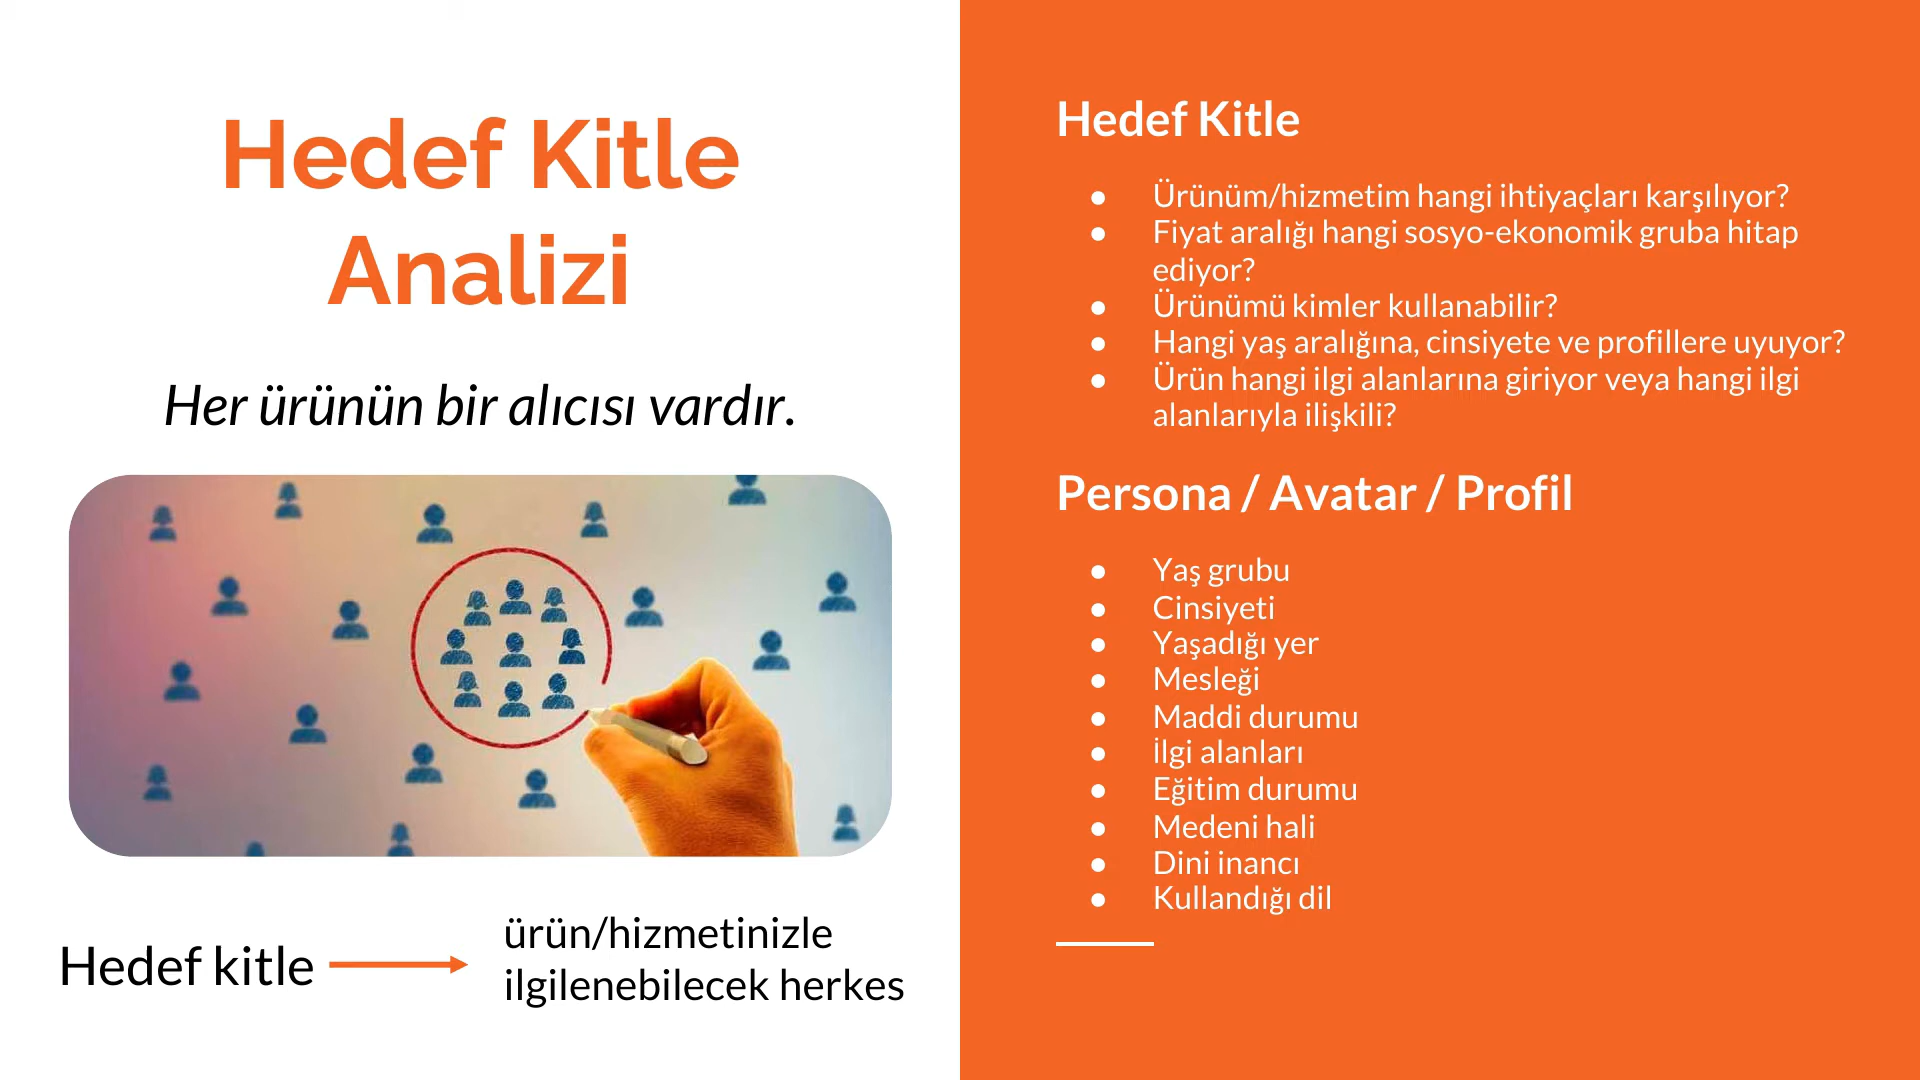 Hedef Kitle
Analizi
Her ürünün bir alıcısı vardır.
Hedef kitle
ürün/hizmetinizle
ilgilenebilecek herkes
Hedef Kitle
● Ürünüm/hizmetim hangi ihtiyaçları karşılıyor?
● Fiyat aralığı hangi sosyo-ekonomik gruba hitap
ediyor?
● Ürünümü kimler kullanabilir?
● Hangi yaş aralığına, cinsiyete ve profillere uyuyor?
● Ürün hangi ilgi alanlarına giriyor veya hangi ilgi
alanlarıyla ilişkili?
Persona / Avatar / Profil
● Yaş grubu
● Cinsiyeti
● Yaşadığı yer
● Mesleği
● Maddi durumu
● İlgi alanları
● Eğitim durumu
● Medeni hali
● Dini inancı
● Kullandığı dil